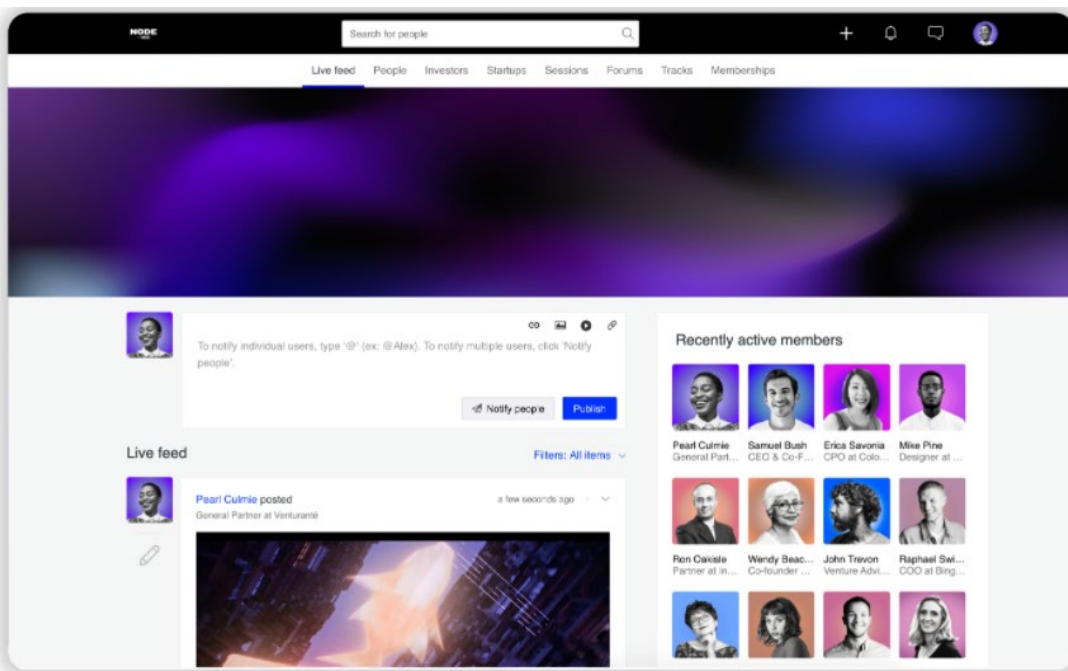 NODE
Search for people
Live feed People Investors Startups Sessions Forums Tracks Memberships
To notify individual users, type '@' (ex: @Alex). To notify multiple users, click 'Notify
people'.
Notify people Publish
Live feed
Filters: All items
Pearl Culmie posted
a few seconds ago
General Partner at Venturanté
Recently active members
Pearl Culmie Samuel Bush Erica Savonia Mike Pine
General Part... CEO & Co-F... CPO at Colo... Designer at ...
Ron Oakisle Wendy Beac... John Trevon Raphael Swi...
Partner at In... Co-founder ... Venture Advi... COO at Bing...